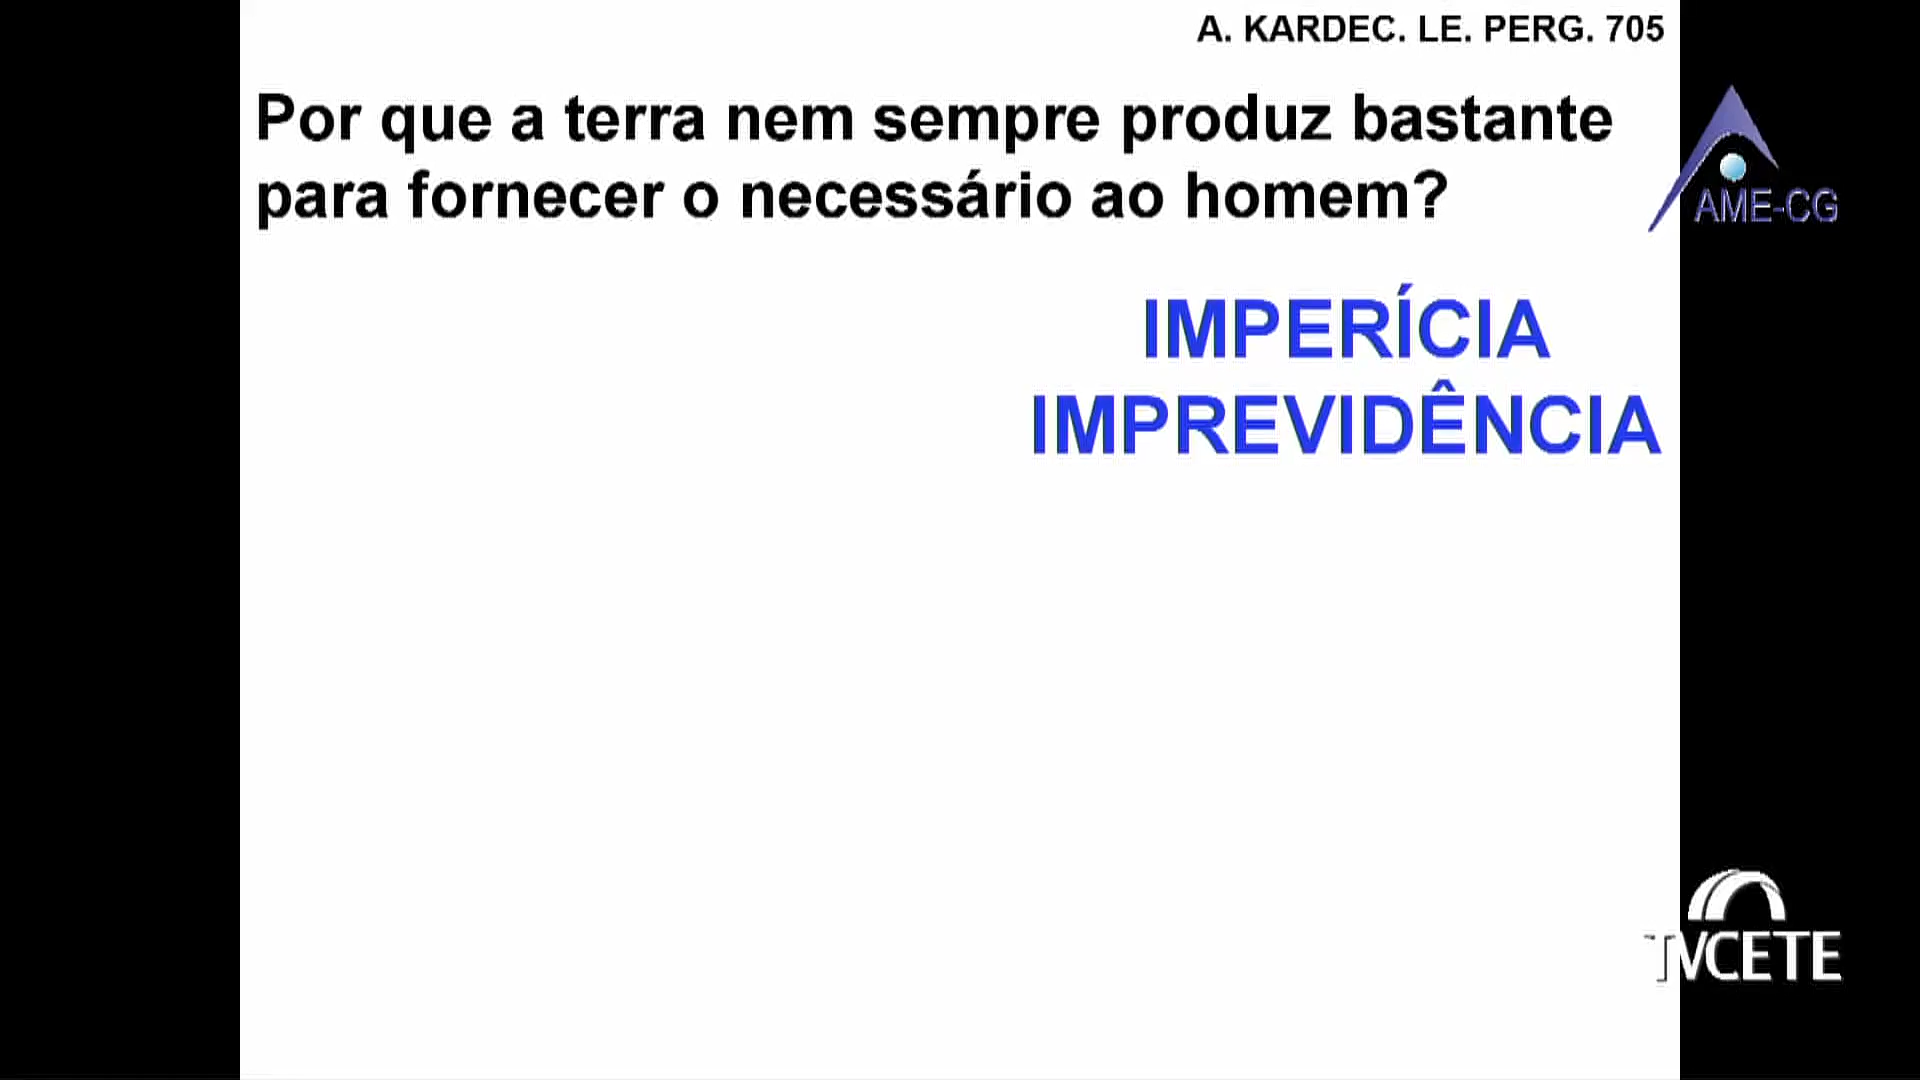 A. KARDEC. LE. PERG. 705
Por que a terra nem sempre produz bastante
para fornecer o necessário ao homem?
AME-CG
IMPERÍCIA
IMPREVIDÊNCIA
TVCETE